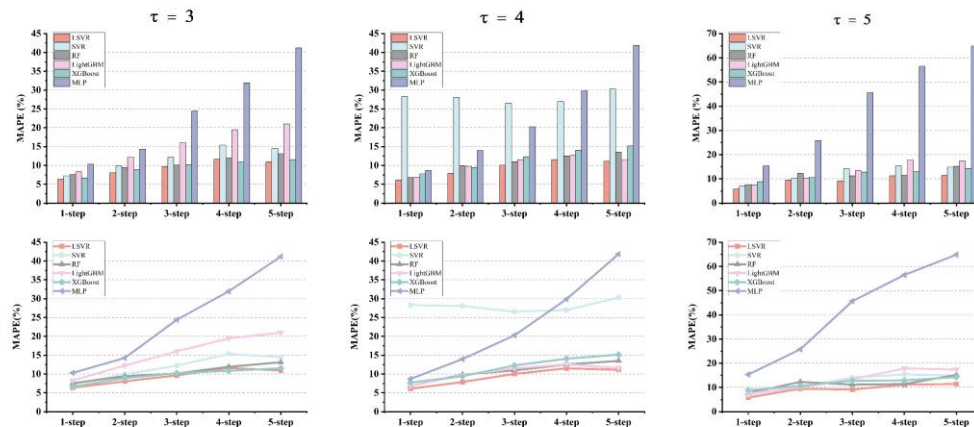 τ = 3
τ = 4
τ = 5
MAPE (%)
45
40
35
30
25
20
15
10
5
0
LSVR
SVR
RF
LightGBM
XGBoost
MLP
1-step 2-step 3-step 4-step 5-step
MAPE (%)
45
40
35
30
25
20
15
10
5
0
LSVR
SVR
RF
LightGBM
XGBoost
MLP
1-step 2-step 3-step 4-step 5-step
MAPE (%)
70
60
50
40
30
20
10
0
LSVR
SVR
RF
LightGBM
XGBoost
MLP
1-step 2-step 3-step 4-step 5-step
MAPE(%)
45
40
35
30
25
20
15
10
5
0
LSVR
SVR
RF
LightGBM
XGBoost
MLP
1-step 2-step 3-step 4-step 5-step
MAPE(%)
45
40
35
30
25
20
15
10
5
0
LSVR
SVR
RF
LightGBM
XGBoost
MLP
1-step 2-step 3-step 4-step 5-step
MAPE(%)
70
60
50
40
30
20
10
0
LSVR
SVR
RF
LightGBM
XGBoost
MLP
1-step 2-step 3-step 4-step 5-step